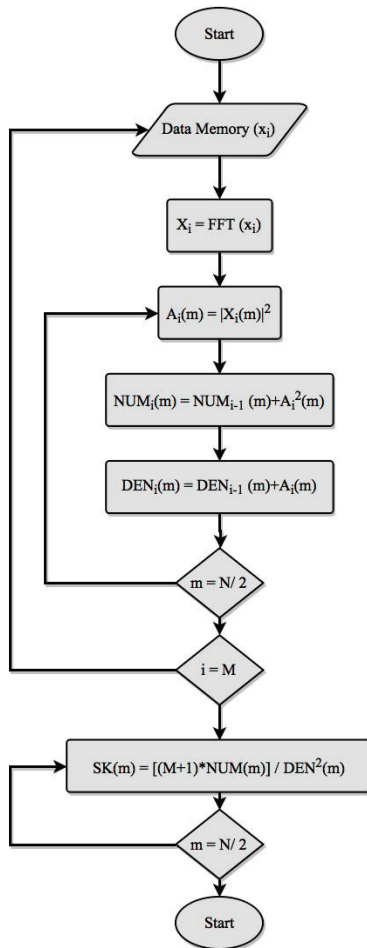 Start
Data Memory (xᵢ)
Xᵢ = FFT (xᵢ)
Aᵢ(m) = |Xᵢ(m)|²
NUMᵢ(m) = NUMᵢ₋₁ (m)+Aᵢ²(m)
DENᵢ(m) = DENᵢ₋₁ (m)+Aᵢ(m)
m = N/ 2
i = M
SK(m) = [(M+1)*NUM(m)] / DEN²(m)
m = N/ 2
Start